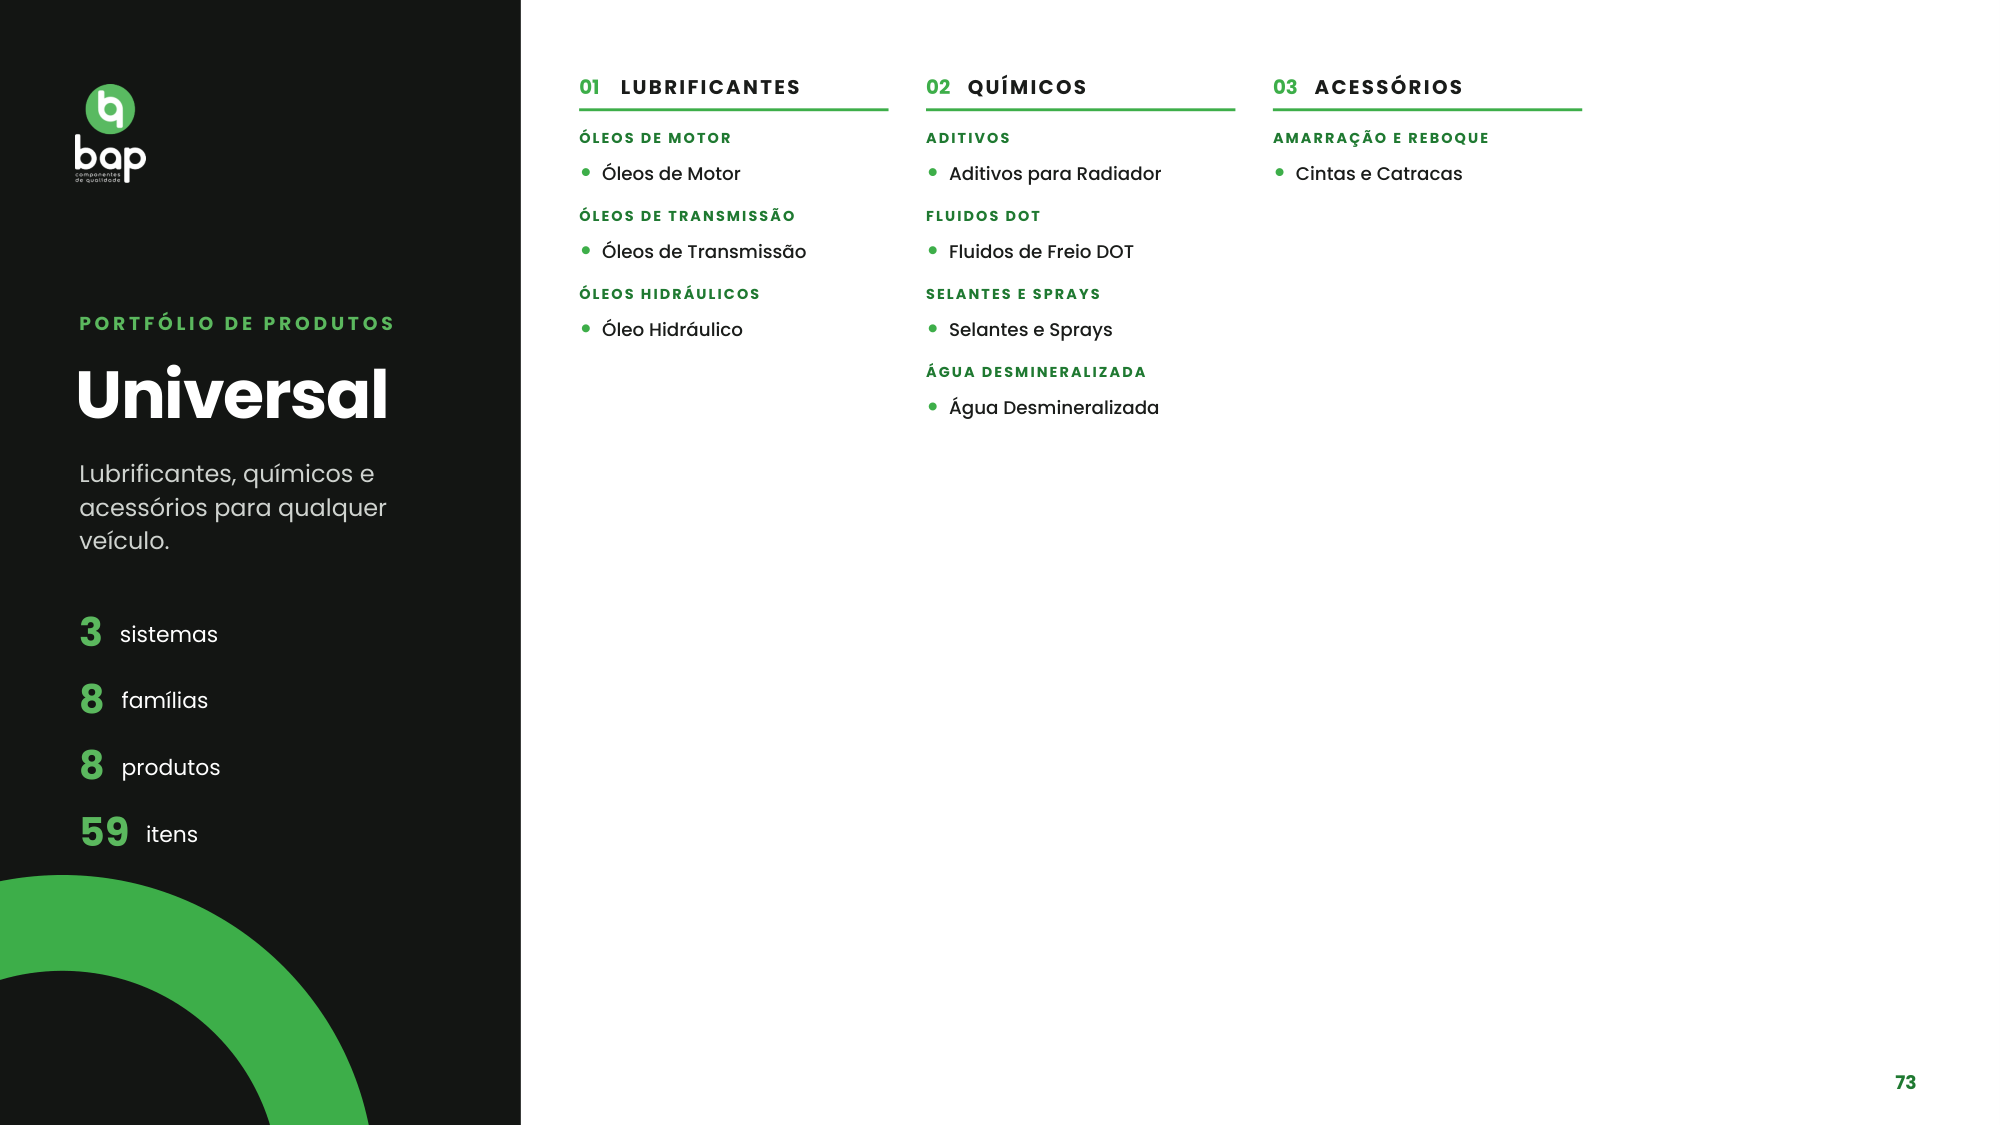 bap
componentes
de qualidade
PORTFÓLIO DE PRODUTOS
Universal
Lubrificantes, químicos e
acessórios para qualquer
veículo.
3 sistemas
8 famílias
8 produtos
59 itens
01 LUBRIFICANTES
ÓLEOS DE MOTOR
• Óleos de Motor
ÓLEOS DE TRANSMISSÃO
• Óleos de Transmissão
ÓLEOS HIDRÁULICOS
• Óleo Hidráulico
02 QUÍMICOS
ADITIVOS
• Aditivos para Radiador
FLUIDOS DOT
• Fluidos de Freio DOT
SELANTES E SPRAYS
• Selantes e Sprays
ÁGUA DESMINERALIZADA
• Água Desmineralizada
03 ACESSÓRIOS
AMARRAÇÃO E REBOQUE
• Cintas e Catracas
73